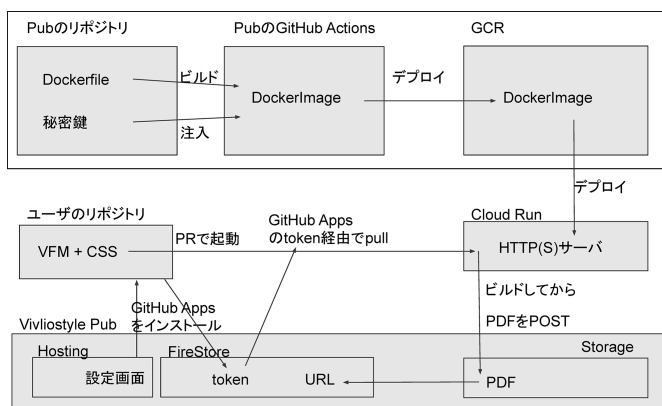 Pubのリポジトリ
PubのGitHub Actions
GCR
Dockerfile
ビルド
DockerImage
デプロイ
DockerImage
秘密鍵
注入
デプロイ
ユーザのリポジトリ
GitHub Apps
のtoken経由でpull
Cloud Run
VFM + CSS
PRで起動
HTTP(S)サーバ
ビルドしてから
PDFをPOST
GitHub Apps
をインストール
Vivliostyle Pub
Hosting
FireStore
Storage
設定画面
token
URL
PDF